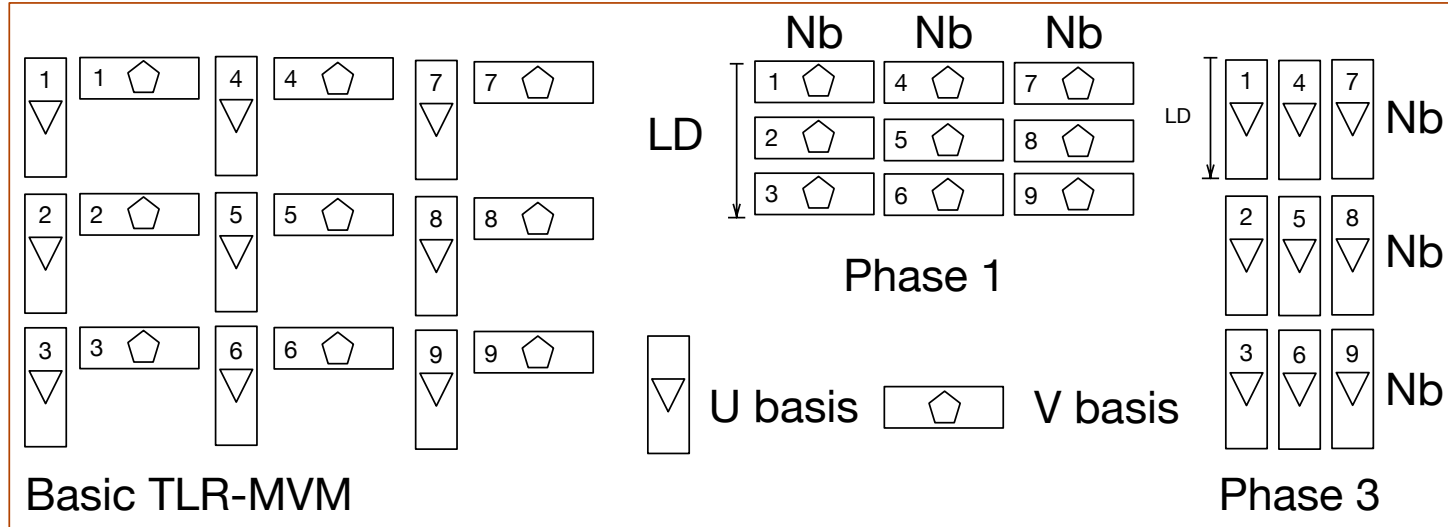 1 1 4 4 7 7
2 2 5 5 8 8
3 3 6 6 9 9
Basic TLR-MVM
Nb Nb Nb
LD
1 4 7
2 5 8
3 6 9
Phase 1
U basis V basis
LD
1 4 7 Nb
2 5 8 Nb
3 6 9 Nb
Phase 3